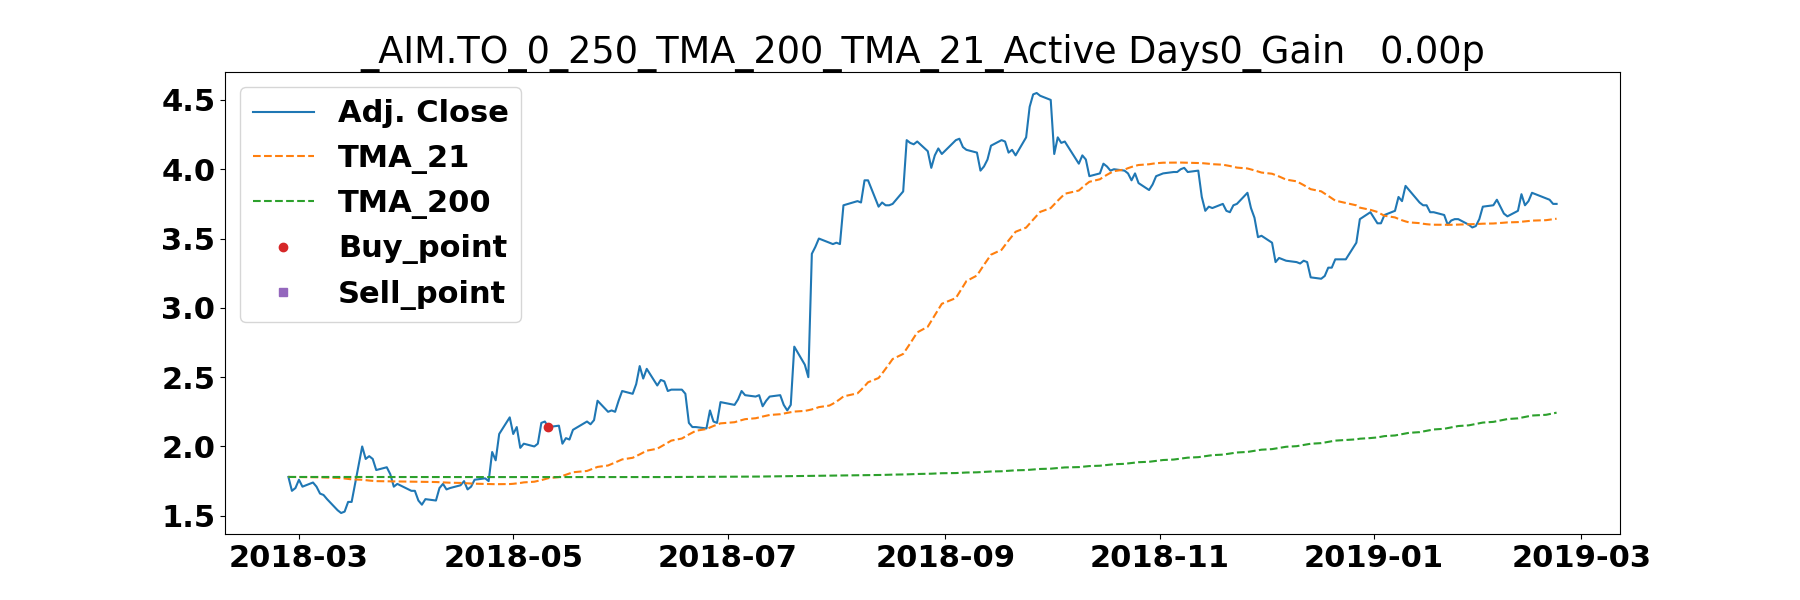 _AIM.TO_0_250_TMA_200_TMA_21_Active Days0_Gain   0.00p
4.5
4.0
3.5
3.0
2.5
2.0
1.5
Adj. Close
TMA_21
TMA_200
Buy_point
Sell_point
2018-03 2018-05 2018-07 2018-09 2018-11 2019-01 2019-03